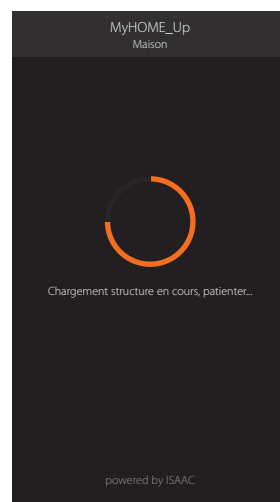 MyHOME_Up
Maison
Chargement structure en cours, patienter...
powered by ISAAC